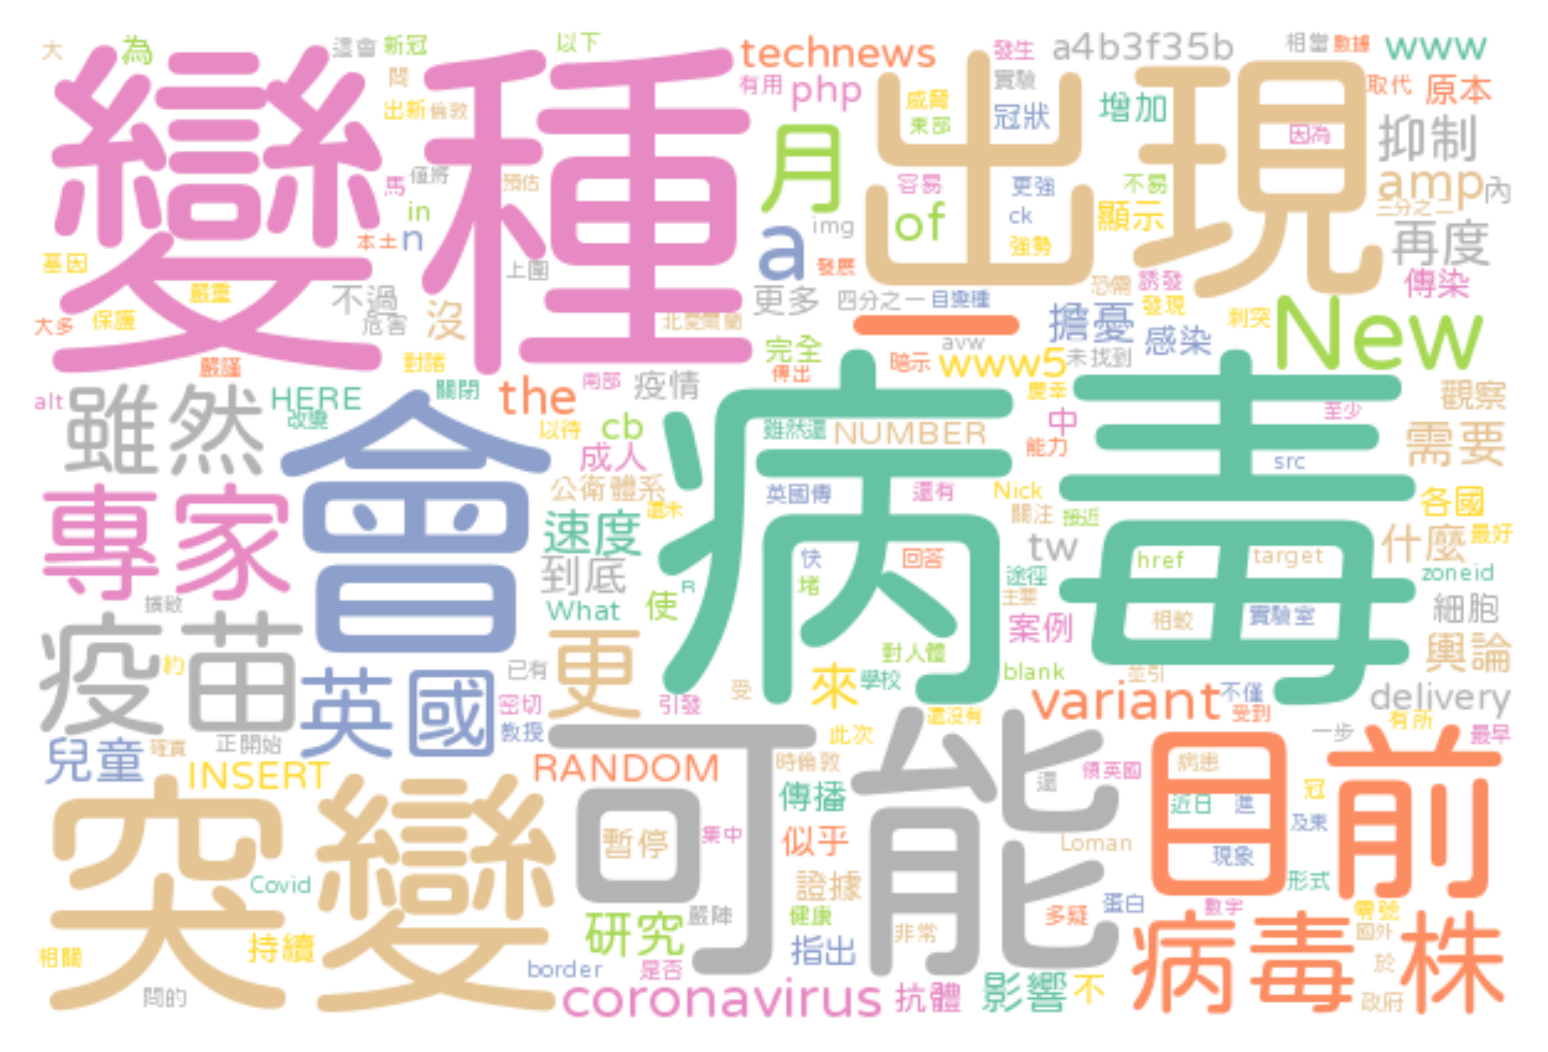 大
為
這會
新冠
以下
technews
發生
a4b3f35b
相當
數據
www
變種
問
有用
php
威爾
實驗
出現
取代
原本
出新
倫敦
月
東部
冠狀
增加
因為
抑制
馬
值將
預估
容易
更強
不易
amp
內
in
of
ck
顯示
三分之二
本土
n
a
img
強勢
再度
基因
上圍
發展
恐需
誘發
傳染
嚴重
不過
更多
四分之一
目變種
發現
大多
保護
危害
沒
北愛爾蘭
一
擔憂
感染
刺突
New
嚴謹
對諸
完全
avw
暗示
www5
未找到
傳出
alt
雖然
HERE
關閉
the
南部
疫情
慶幸
至少
觀察
改變
會
以待
cb
雖然還
NUMBER
中
能力
病毒
需要
成人
src
公衛體系
英國傳
還有
Nick
各國
專家
還未
關注
接近
速度
tw
什麼
最好
到底
快
回答
href
target
zoneid
擴散
What
使
R
堵
途徑
主要
細胞
疫苗
案例
相較
實驗室
輿論
約
更
對人體
已有
來
學校
blank
並引
英國
密切
引發
受
variant
不僅
受到
delivery
兒童
確實
正開始
教授
還沒有
此次
一步
有所
最早
INSERT
RANDOM
可能
時倫敦
還
領英國
病患
目前
突變
傳播
近日
進
冠
及東
暫停
集中
似乎
Loman
現象
Covid
證據
形式
研究
嚴陣
健康
多疑
蛋白
數字
零號
相關
持續
指出
非常
病毒株
國外
border
是否
於
問的
coronavirus
抗體
影響
不
政府